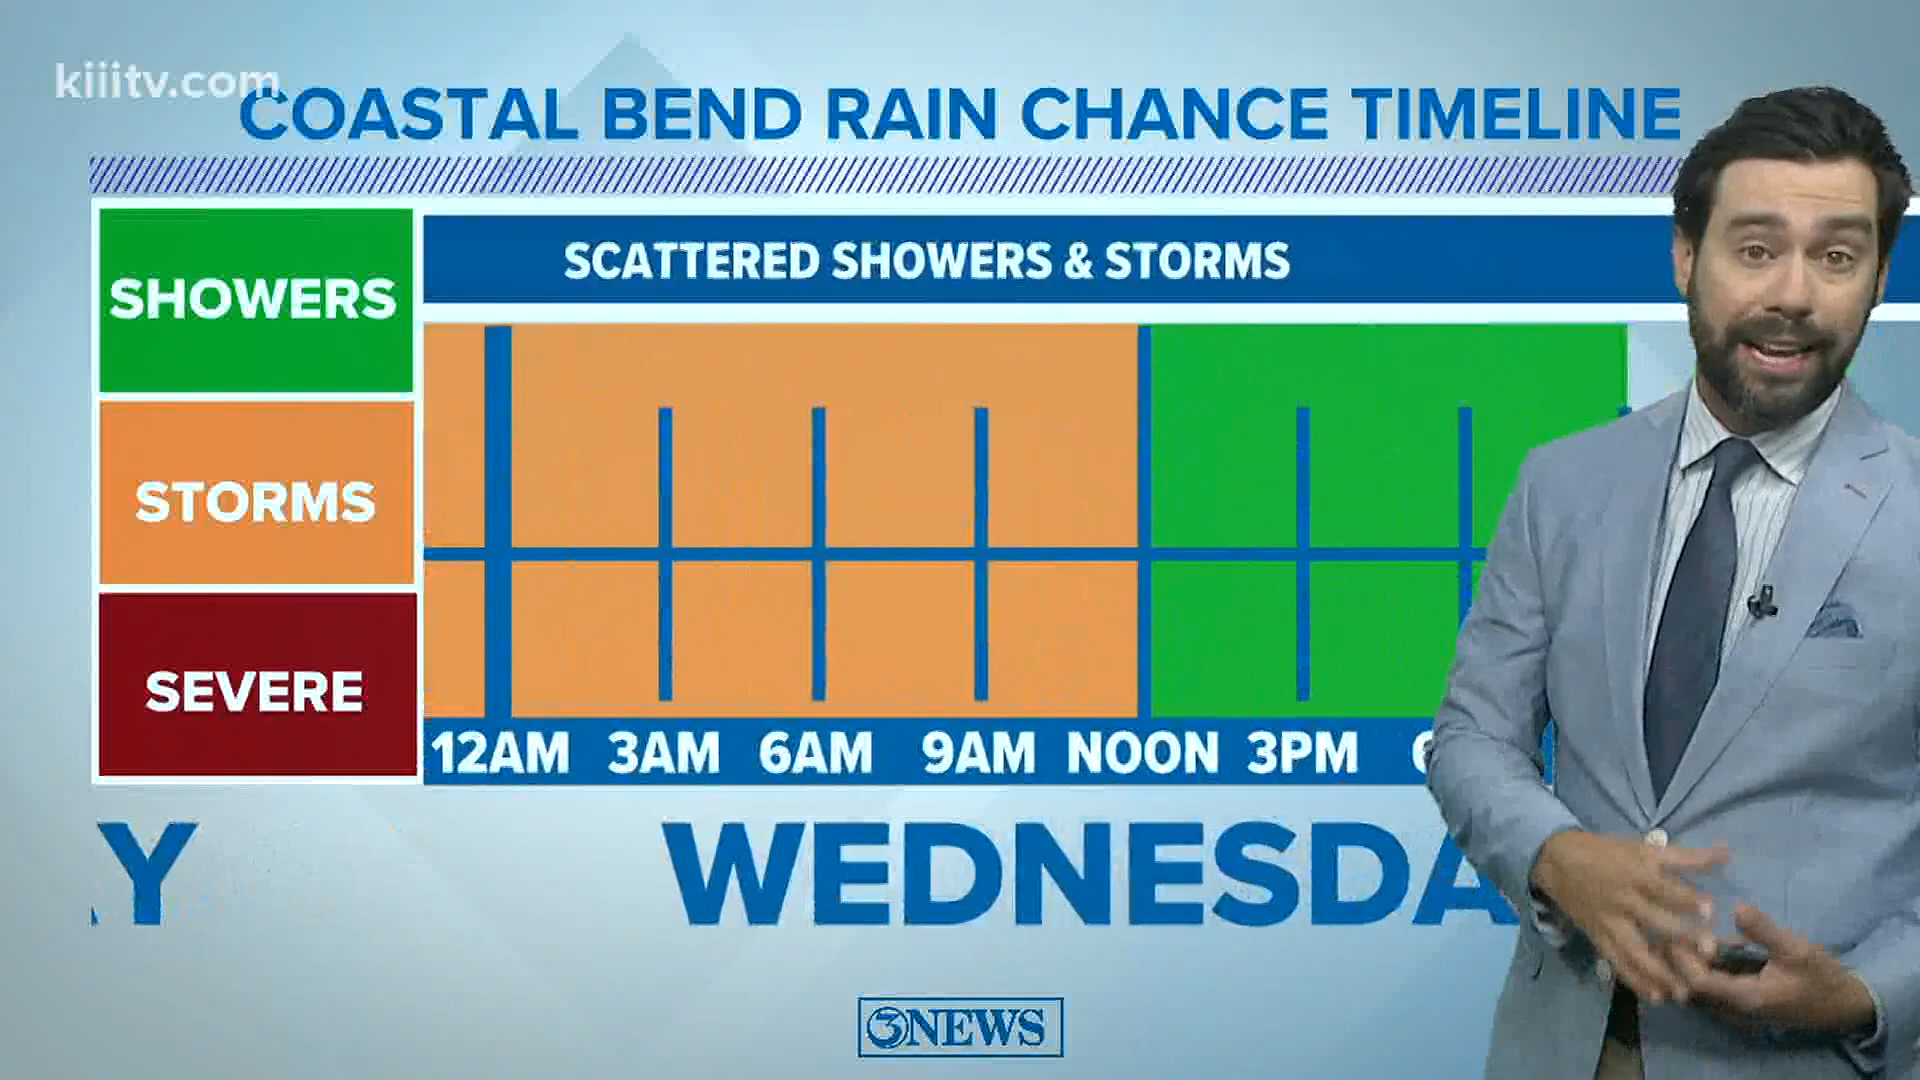 kiiitv.com
COASTAL BEND RAIN CHANCE TIMELINE
SHOWERS
SCATTERED SHOWERS & STORMS
STORMS
SEVERE
12AM 3AM 6AM 9AM NOON 3PM
Y WEDNESDA
3NEWS